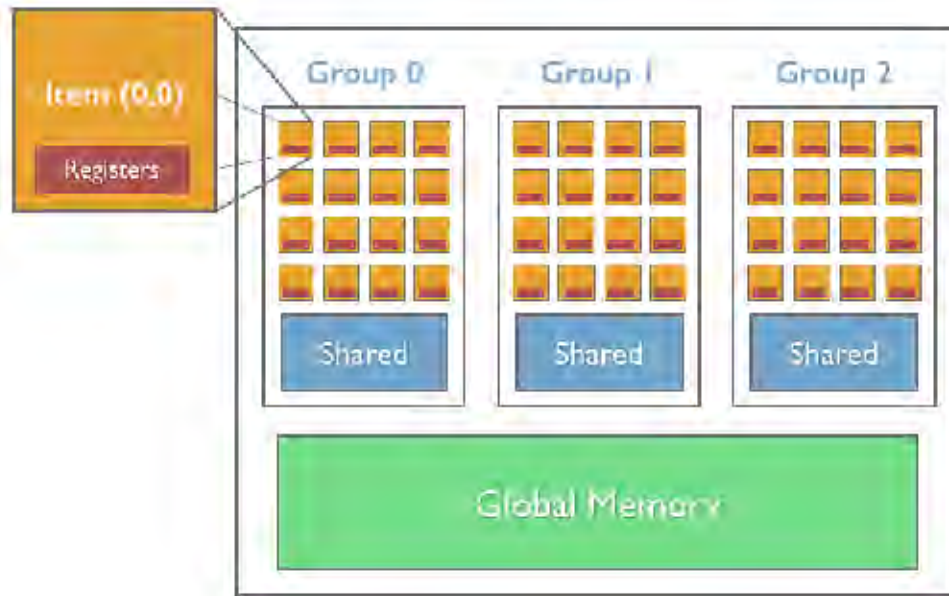 Item (0,0)
Registers
Group 0
Group 1
Group 2
Shared
Shared
Shared
Global Memory